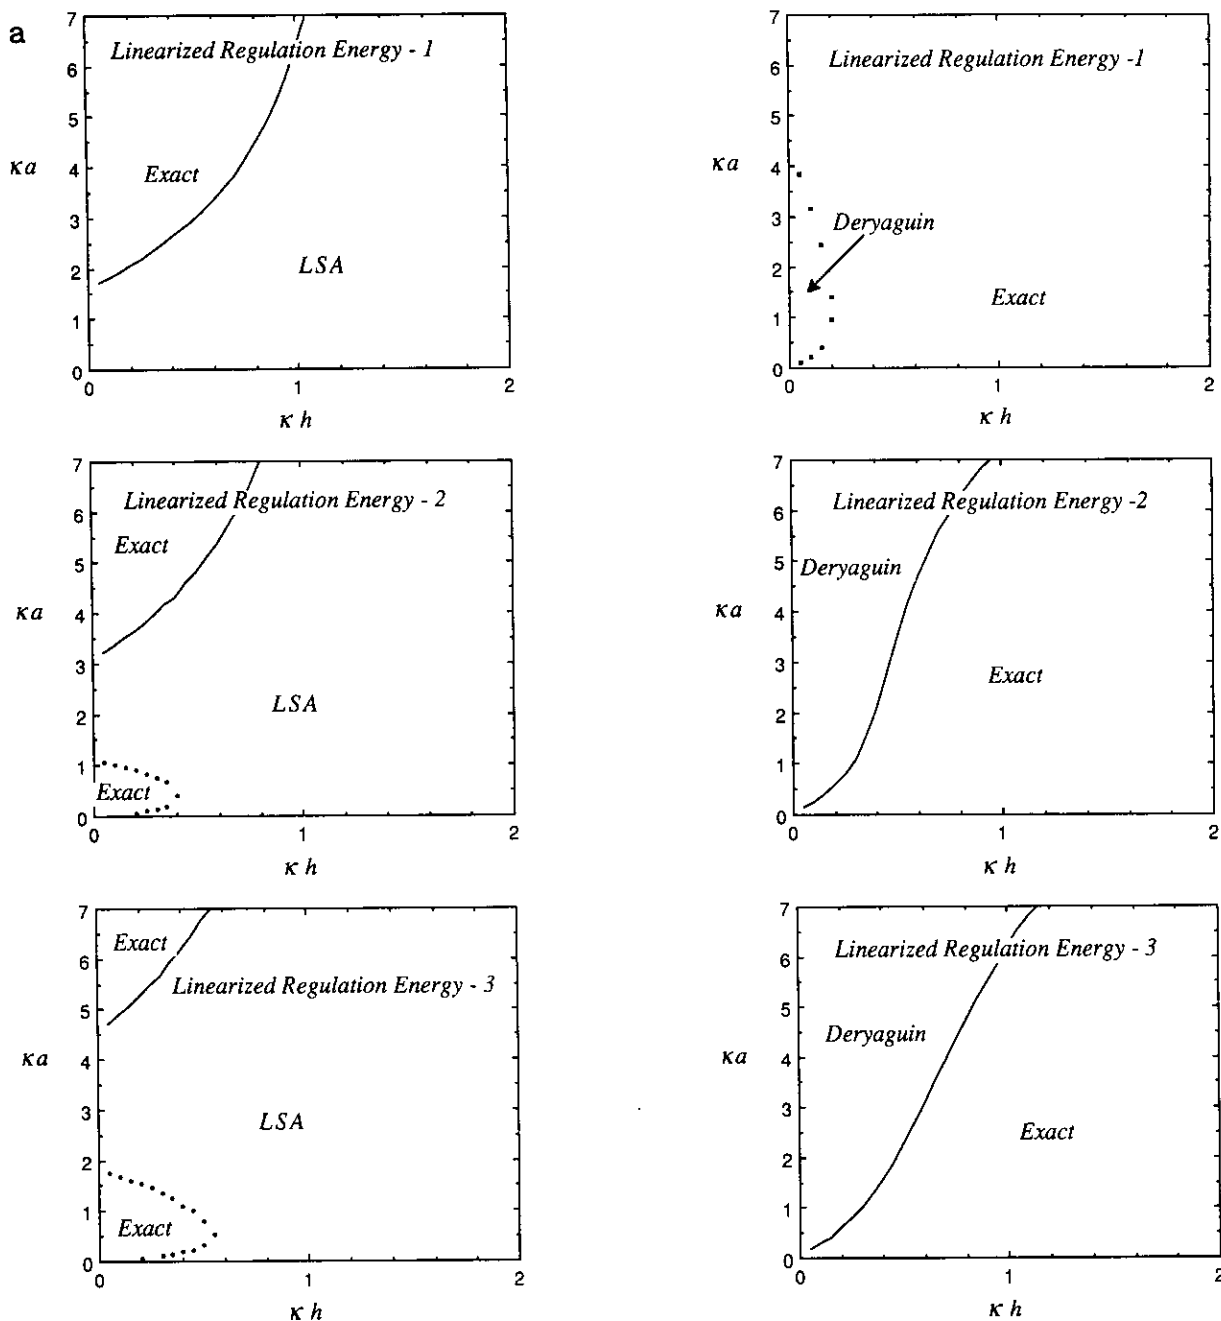 a
Linearized Regulation Energy - 1
Exact
LSA
κa
7
6
5
4
3
2
1
0
0 1 2
κ h
Linearized Regulation Energy -1
Deryaguin
Exact
κa
7
6
5
4
3
2
1
0
0 1 2
κ h
Linearized Regulation Energy - 2
Exact
LSA
Exact
κa
7
6
5
4
3
2
1
0
0 1 2
κ h
Linearized Regulation Energy -2
Deryaguin
Exact
κa
7
6
5
4
3
2
1
0
0 1 2
κ h
Exact
Linearized Regulation Energy - 3
LSA
Exact
κa
7
6
5
4
3
2
1
0
0 1 2
κ h
Linearized Regulation Energy - 3
Deryaguin
Exact
κa
7
6
5
4
3
2
1
0
0 1 2
κ h